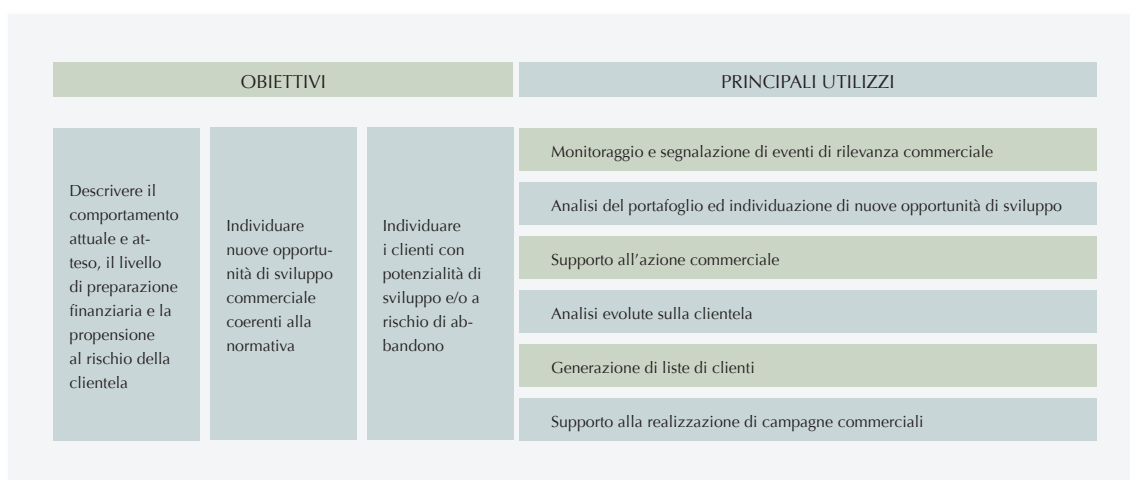 OBIETTIVI
PRINCIPALI UTILIZZI
Descrivere il
comportamento
attuale e at-
teso, il livello
di preparazione
finanziaria e la
propensione
al rischio della
clientela
Individuare
nuove opportu-
nità di sviluppo
commerciale
coerenti alla
normativa
Individuare
i clienti con
potenzialità di
sviluppo e/o a
rischio di ab-
bandono
Monitoraggio e segnalazione di eventi di rilevanza commerciale
Analisi del portafoglio ed individuazione di nuove opportunità di sviluppo
Supporto all’azione commerciale
Analisi evolute sulla clientela
Generazione di liste di clienti
Supporto alla realizzazione di campagne commerciali